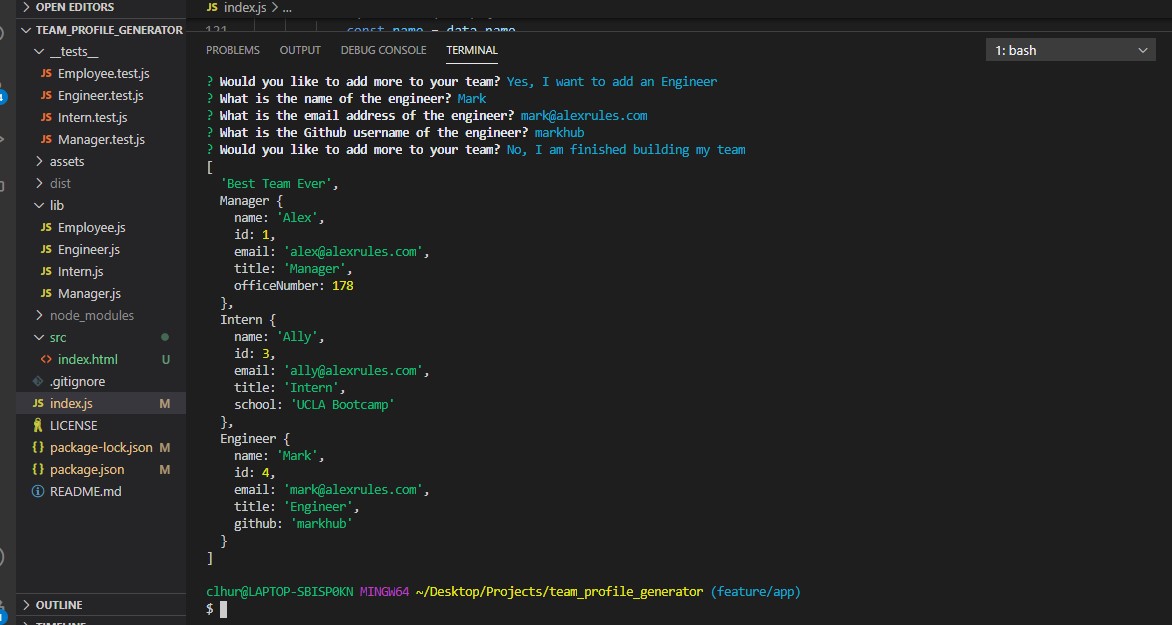 OPEN EDITORS
TEAM_PROFILE_GENERATOR
__tests__
JS Employee.test.js
JS Engineer.test.js
JS Intern.test.js
JS Manager.test.js
assets
dist
lib
JS Employee.js
JS Engineer.js
JS Intern.js
JS Manager.js
node_modules
src
<> index.html U
.gitignore
JS index.js M
LICENSE
{} package-lock.json M
{} package.json M
README.md
OUTLINE
TIMELINE
JS index.js > ...
121 const name = data.name
PROBLEMS OUTPUT DEBUG CONSOLE TERMINAL 1: bash
? Would you like to add more to your team? Yes, I want to add an Engineer
? What is the name of the engineer? Mark
? What is the email address of the engineer? mark@alexrules.com
? What is the Github username of the engineer? markhub
? Would you like to add more to your team? No, I am finished building my team
[
'Best Team Ever',
Manager {
name: 'Alex',
id: 1,
email: 'alex@alexrules.com',
title: 'Manager',
officeNumber: 178
},
Intern {
name: 'Ally',
id: 3,
email: 'ally@alexrules.com',
title: 'Intern',
school: 'UCLA Bootcamp'
},
Engineer {
name: 'Mark',
id: 4,
email: 'mark@alexrules.com',
title: 'Engineer',
github: 'markhub'
}
]
clhur@LAPTOP-SBISP0KN MINGW64 ~/Desktop/Projects/team_profile_generator (feature/app)
$